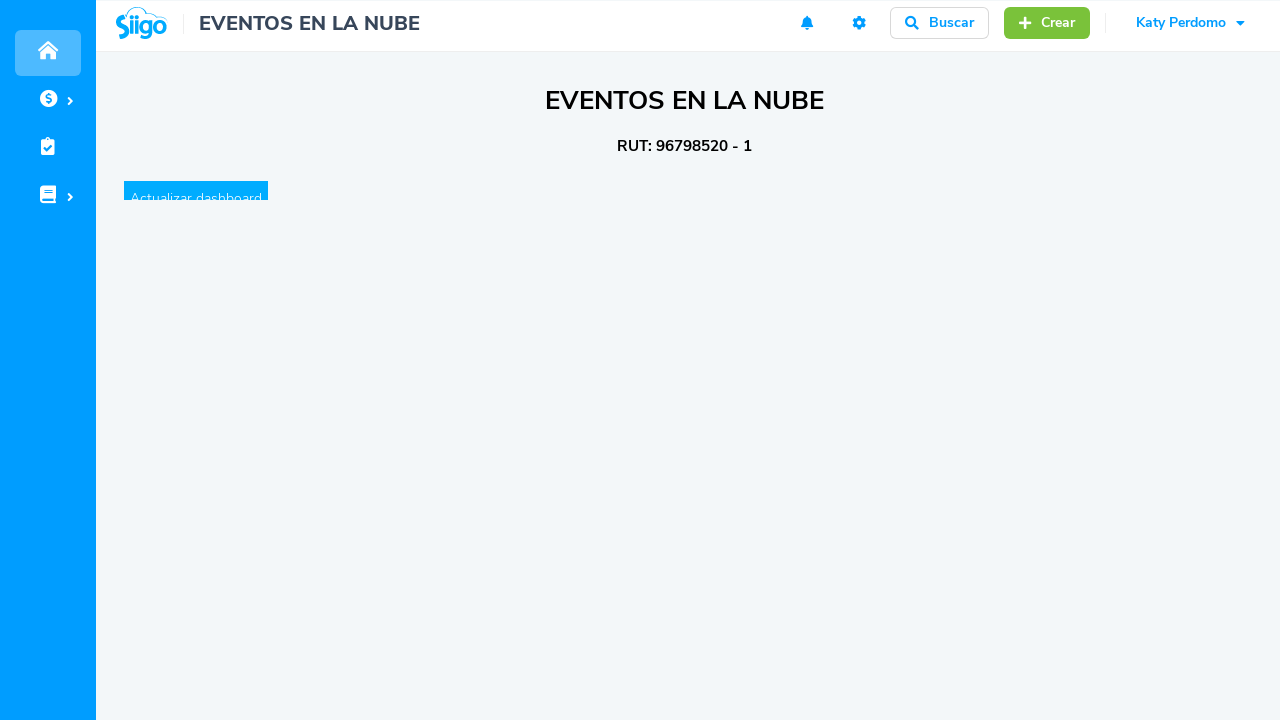 Siigo
EVENTOS EN LA NUBE
Buscar
Crear
Katy Perdomo
EVENTOS EN LA NUBE
RUT: 96798520 - 1
Actualizar dashboard